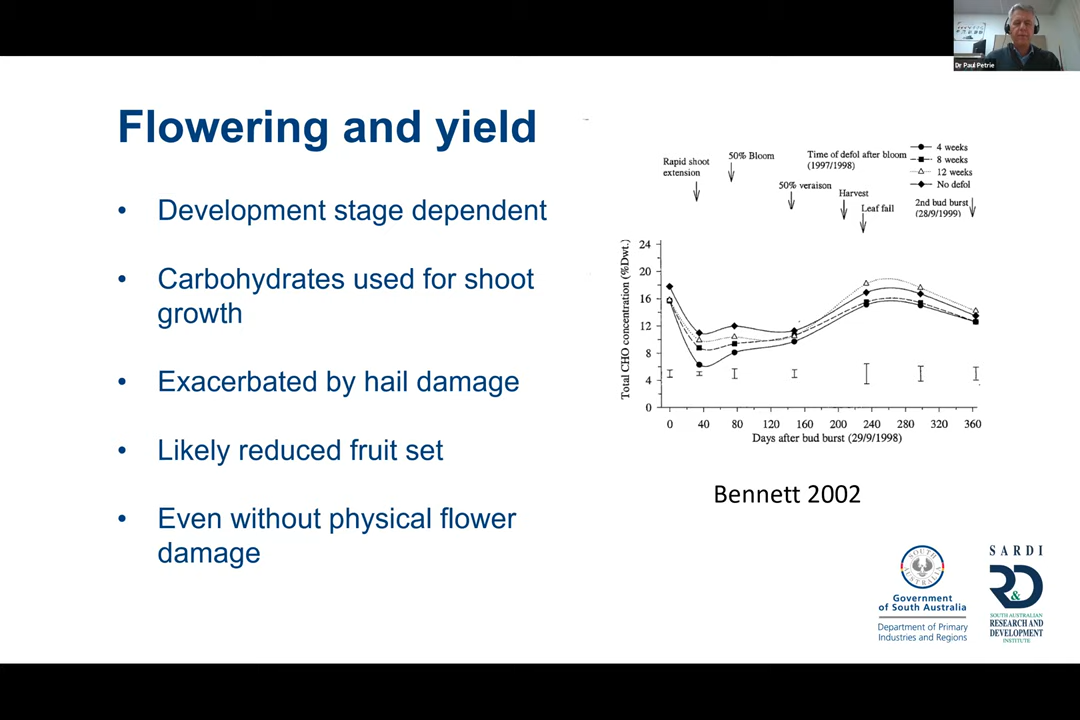 Dr Paul Petrie
Flowering and yield
• Development stage dependent
• Carbohydrates used for shoot
growth
• Exacerbated by hail damage
• Likely reduced fruit set
• Even without physical flower
damage
Rapid shoot
extension
50% Bloom
Time of defol after bloom
(1997/1998)
4 weeks
8 weeks
12 weeks
No defol
50% veraison
Harvest
Leaf fall
2nd bud burst
(28/9/1999)
Total CHO concentration (%Dwt.)
24
20
16
12
8
4
0
0 40 80 120 160 200 240 280 320 360
Days after bud burst (29/9/1998)
Bennett 2002
SOUTH AUSTRALIA
Government
of South Australia
Department of Primary
Industries and Regions
SARDI
R&D
SOUTH AUSTRALIAN
RESEARCH AND
DEVELOPMENT
INSTITUTE